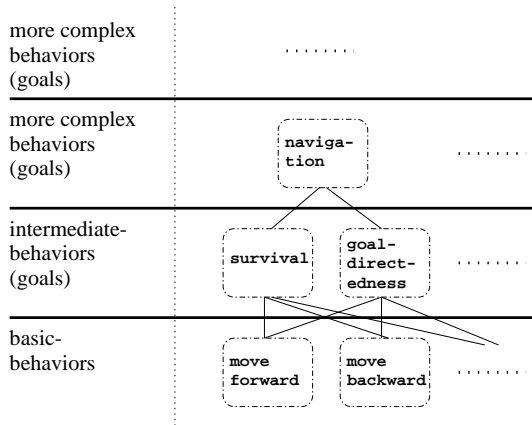 more complex
behaviors
(goals)
more complex
behaviors
(goals)
naviga-
tion
intermediate-
behaviors
(goals)
survival
goal-
direct-
edness
basic-
behaviors
move
forward
move
backward